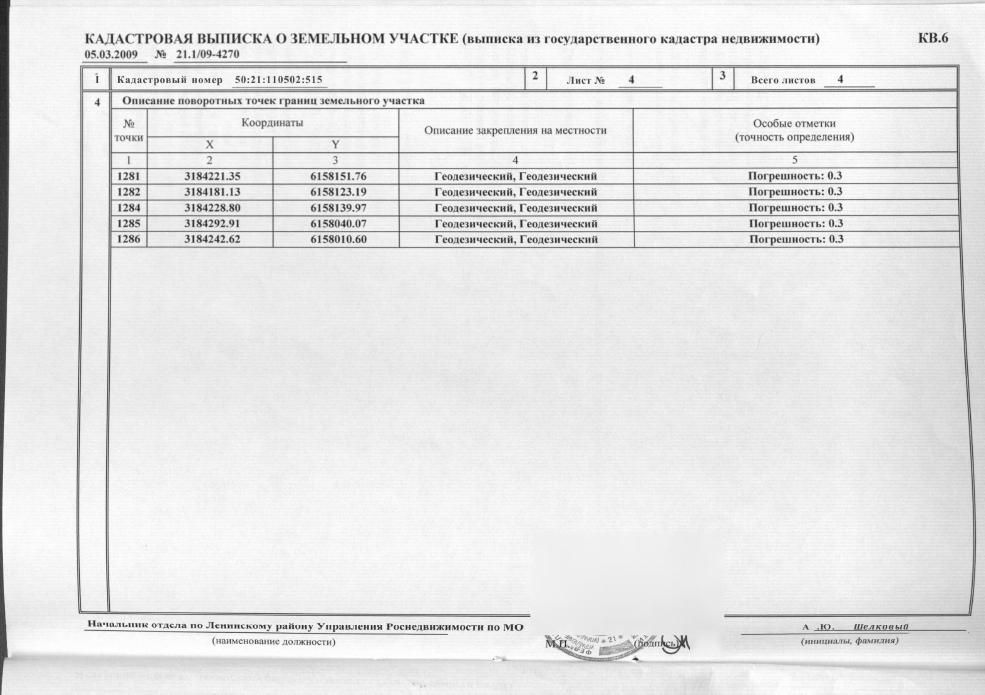 КАДАСТРОВАЯ ВЫПИСКА О ЗЕМЕЛЬНОМ УЧАСТКЕ (выписка из государственного кадастра недвижимости) КВ.6
05.03.2009 № 21.1/09-4270
1 Кадастровый номер 50:21:110502:515 2 Лист № 4 3 Всего листов 4
4 Описание поворотных точек границ земельного участка
№ точки Координаты Описание закрепления на местности Особые отметки (точность определения)
X Y
1 2 3 4 5
1281 3184221.35 6158151.76 Геодезический, Геодезический Погрешность: 0.3
1282 3184181.13 6158123.19 Геодезический, Геодезический Погрешность: 0.3
1284 3184228.80 6158139.97 Геодезический, Геодезический Погрешность: 0.3
1285 3184292.91 6158040.07 Геодезический, Геодезический Погрешность: 0.3
1286 3184242.62 6158010.60 Геодезический, Геодезический Погрешность: 0.3
Начальник отдела по Ленинскому району Управления Роснедвижимости по МО А .Ю. Шелковый
(наименование должности) М.П. (подпись) (инициалы, фамилия)